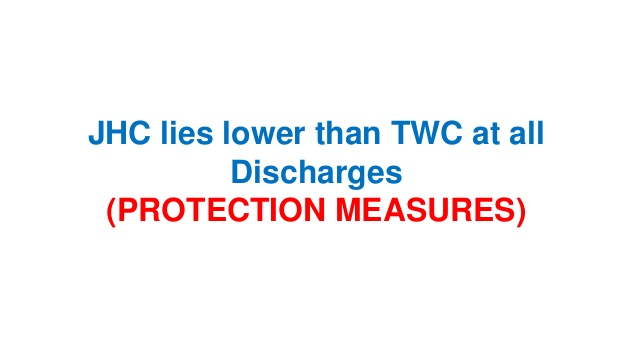 JHC lies lower than TWC at all
Discharges
(PROTECTION MEASURES)